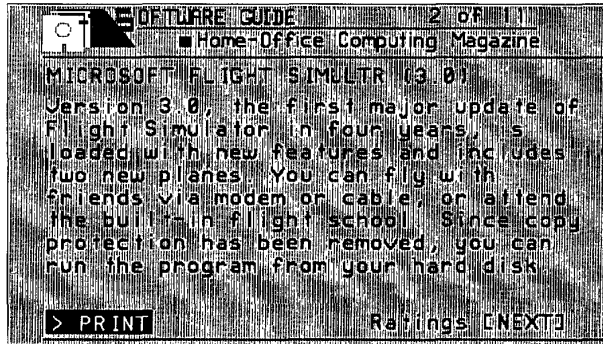 SOFTWARE GUIDE 2 of 11
Home-Office Computing Magazine
MICROSOFT FLIGHT SIMULTR (3.0)
Version 3.0, the first major update of
Flight Simulator in four years, is
loaded with new features and includes
two new planes. You can fly with
friends via modem or cable, or attend
the built-in flight school. Since copy
protection has been removed, you can
run the program from your hard disk.
> PRINT Ratings [NEXT]